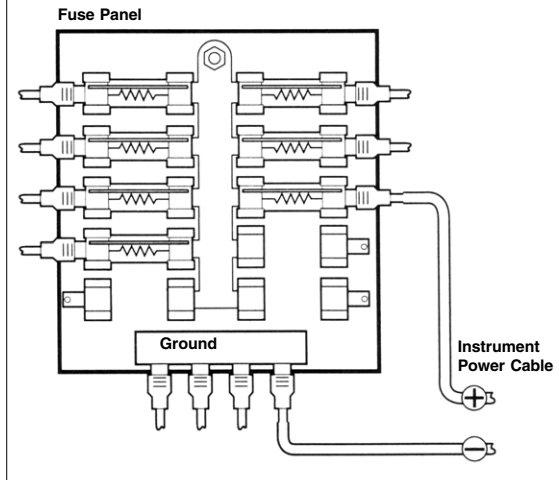 Fuse Panel
Ground
Instrument
Power Cable
+
−